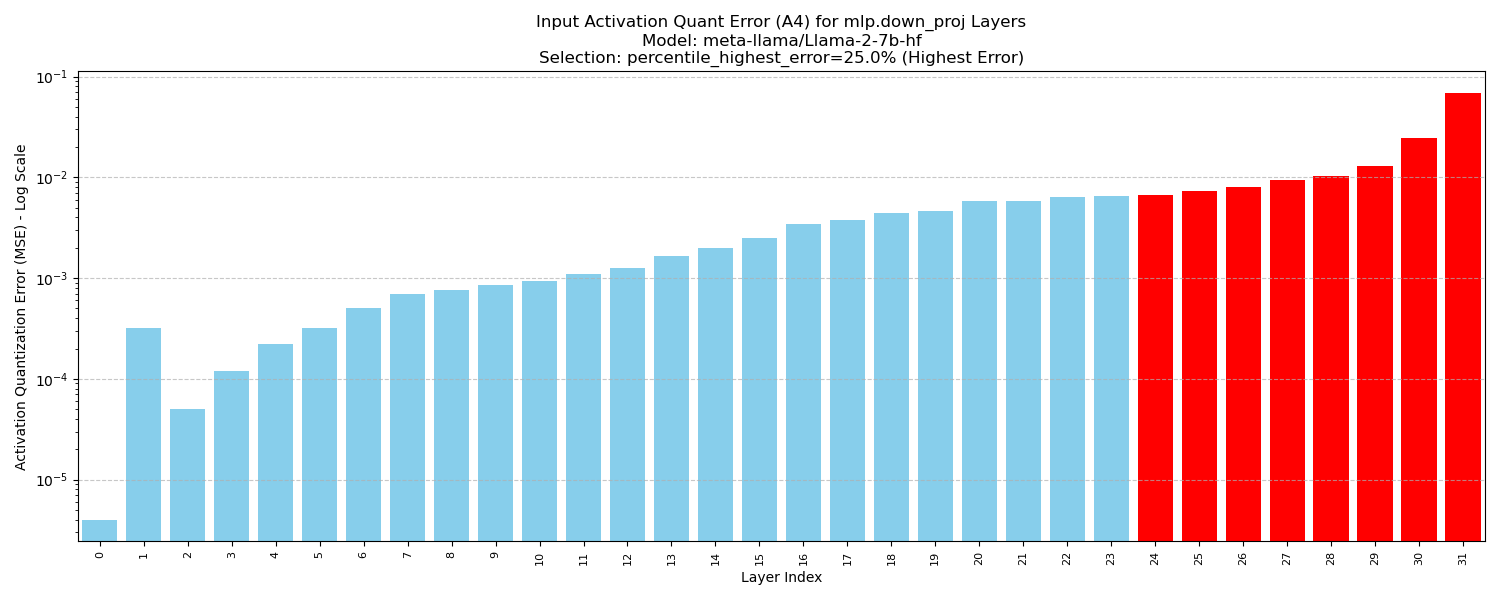 Input Activation Quant Error (A4) for mlp.down_proj Layers
Model: meta-llama/Llama-2-7b-hf
Selection: percentile_highest_error=25.0% (Highest Error)
Activation Quantization Error (MSE) - Log Scale
10⁻¹
10⁻²
10⁻³
10⁻⁴
10⁻⁵
0 1 2 3 4 5 6 7 8 9 10 11 12 13 14 15 16 17 18 19 20 21 22 23 24 25 26 27 28 29 30 31
Layer Index